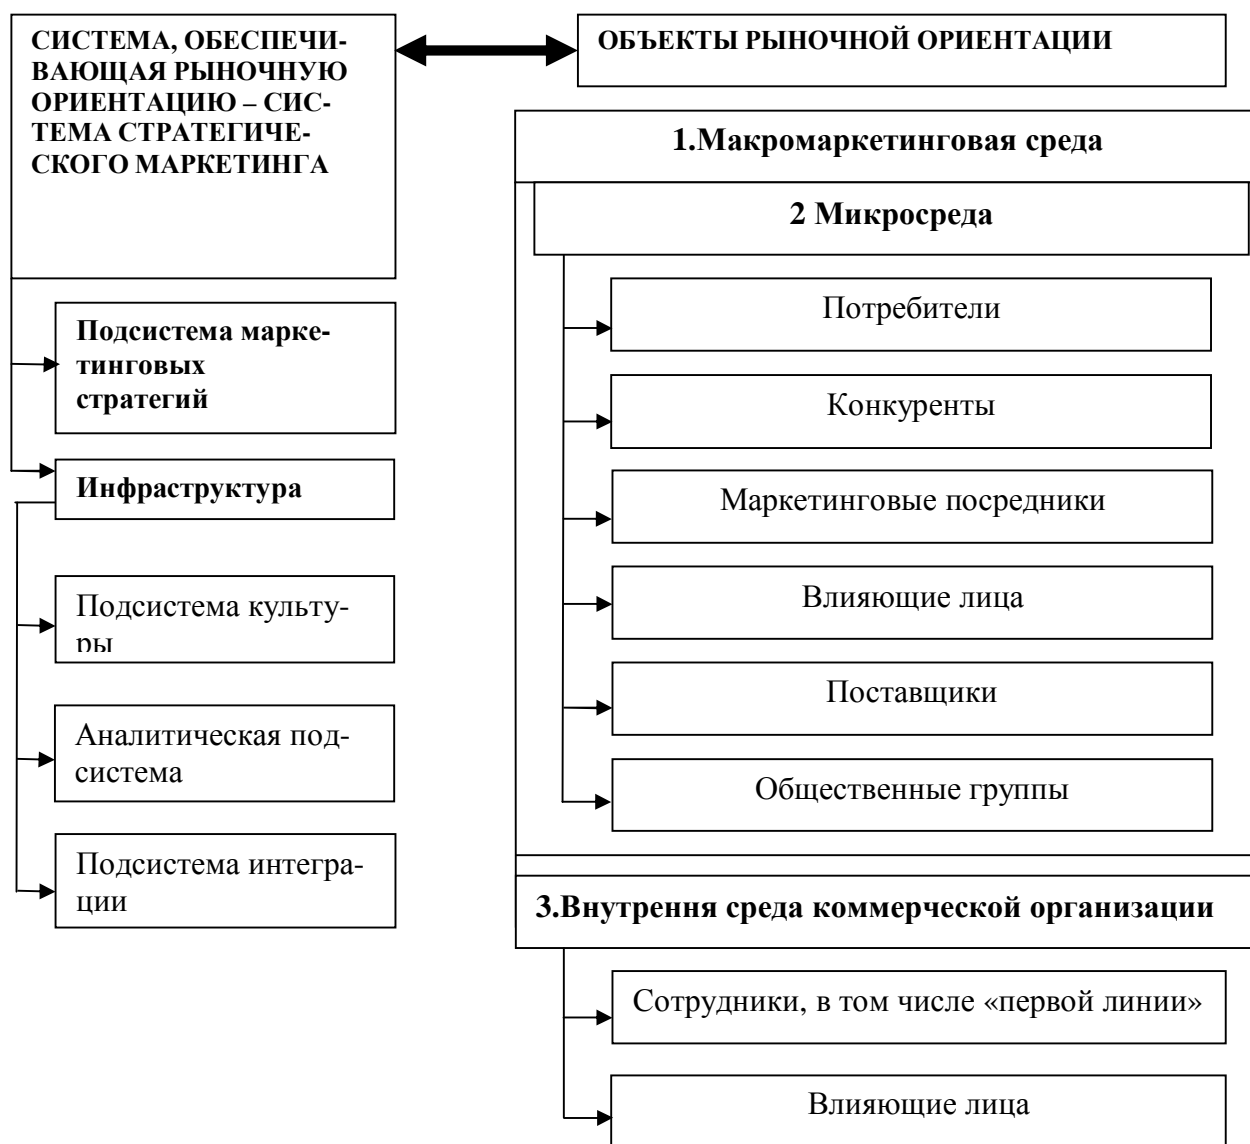 СИСТЕМА, ОБЕСПЕЧИ-
ВАЮЩАЯ РЫНОЧНУЮ
ОРИЕНТАЦИЮ – СИС-
ТЕМА СТРАТЕГИЧЕ-
СКОГО МАРКЕТИНГА
Подсистема марке-
тинговых
стратегий
Инфраструктура
Подсистема культу-
ры
Аналитическая под-
система
Подсистема интегра-
ции
ОБЪЕКТЫ РЫНОЧНОЙ ОРИЕНТАЦИИ
1.Макромаркетинговая среда
2 Микросреда
Потребители
Конкуренты
Маркетинговые посредники
Влияющие лица
Поставщики
Общественные группы
3.Внутрення среда коммерческой организации
Сотрудники, в том числе «первой линии»
Влияющие лица